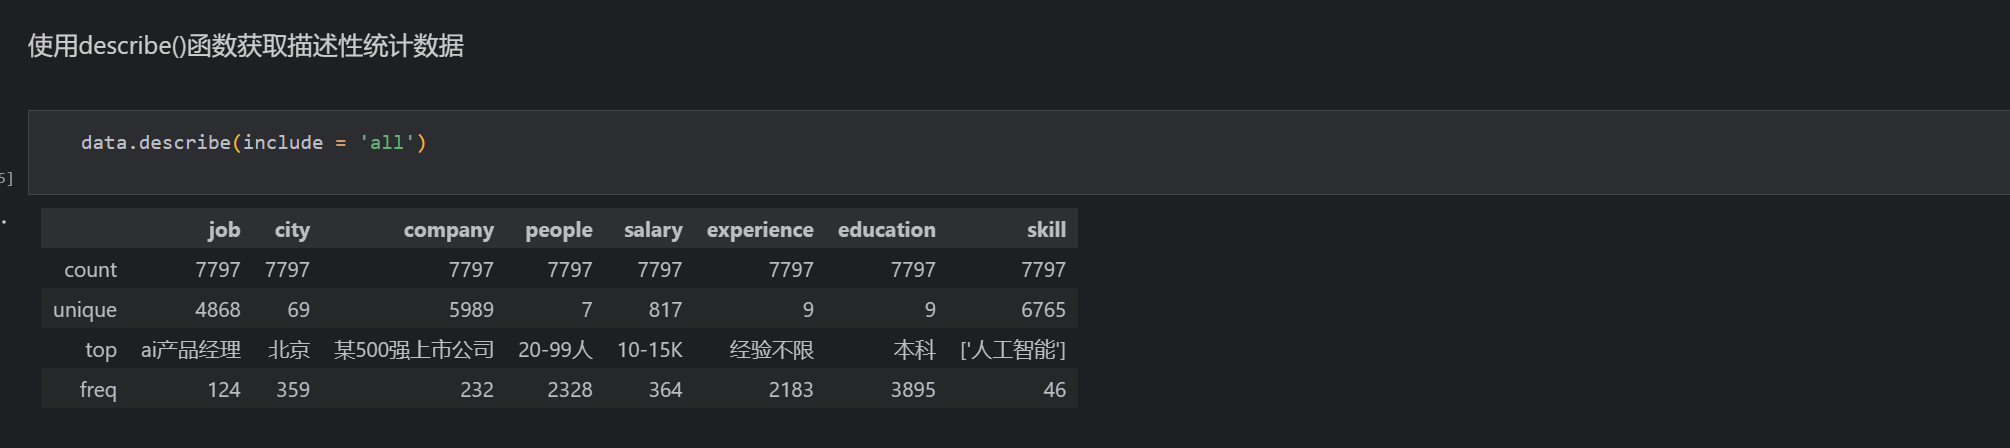 使用describe()函数获取描述性统计数据
data.describe(include = 'all')
5]
job city company people salary experience education skill
count 7797 7797 7797 7797 7797 7797 7797 7797
unique 4868 69 5989 7 817 9 9 6765
top ai产品经理 北京 某500强上市公司 20-99人 10-15K 经验不限 本科 ['人工智能']
freq 124 359 232 2328 364 2183 3895 46